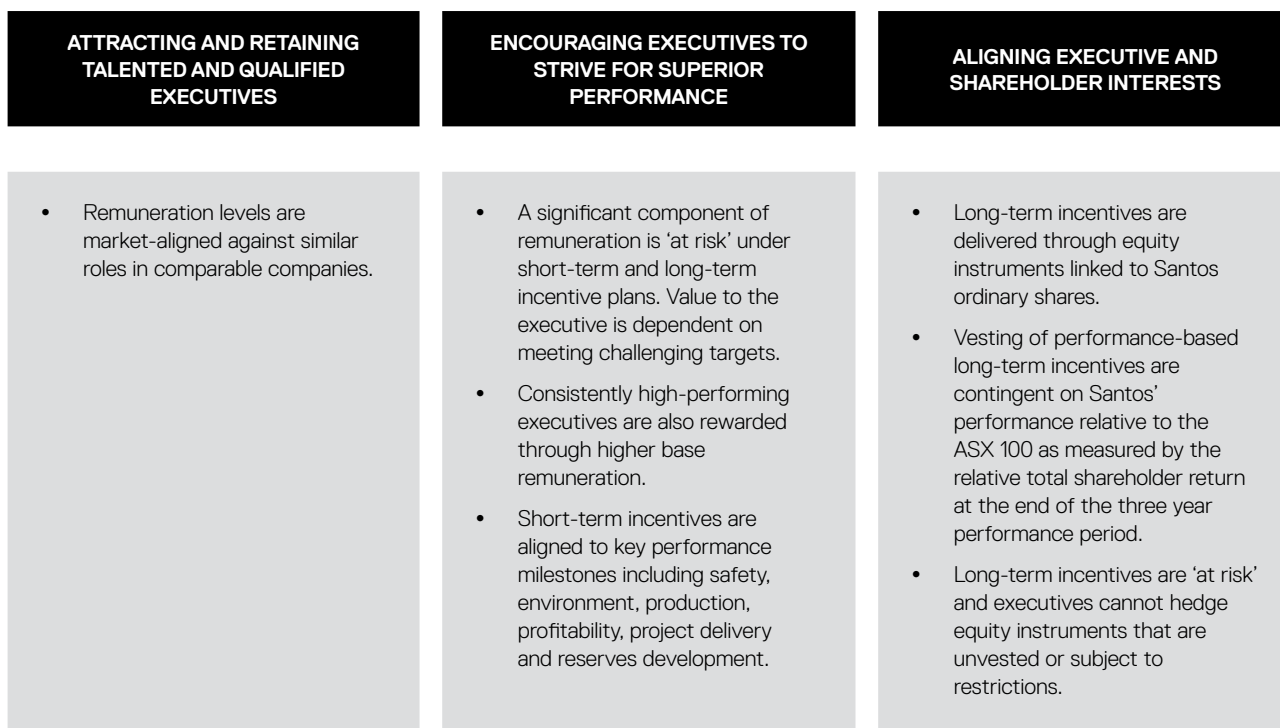 ATTRACTING AND RETAINING
TALENTED AND QUALIFIED
EXECUTIVES
• Remuneration levels are
market-aligned against similar
roles in comparable companies.
ENCOURAGING EXECUTIVES TO
STRIVE FOR SUPERIOR
PERFORMANCE
• A significant component of
remuneration is ‘at risk’ under
short-term and long-term
incentive plans. Value to the
executive is dependent on
meeting challenging targets.
• Consistently high-performing
executives are also rewarded
through higher base
remuneration.
• Short-term incentives are
aligned to key performance
milestones including safety,
environment, production,
profitability, project delivery
and reserves development.
ALIGNING EXECUTIVE AND
SHAREHOLDER INTERESTS
• Long-term incentives are
delivered through equity
instruments linked to Santos
ordinary shares.
• Vesting of performance-based
long-term incentives are
contingent on Santos’
performance relative to the
ASX 100 as measured by the
relative total shareholder return
at the end of the three year
performance period.
• Long-term incentives are ‘at risk’
and executives cannot hedge
equity instruments that are
unvested or subject to
restrictions.